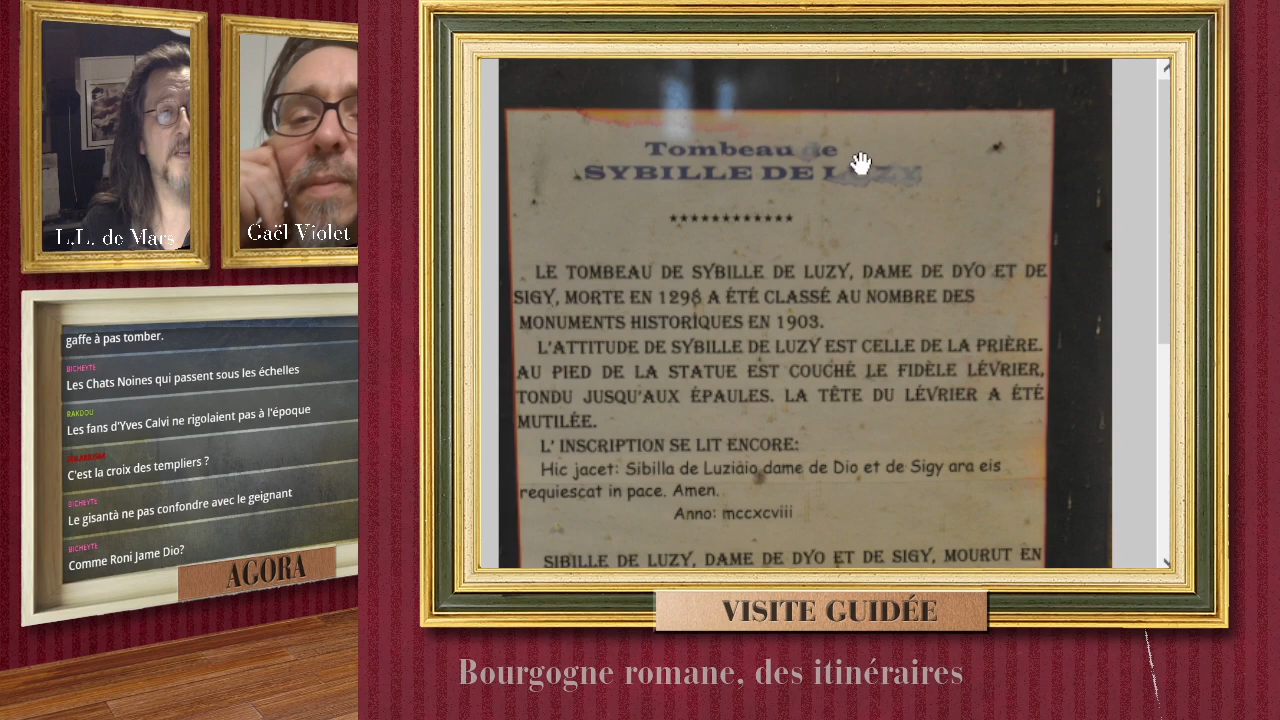 L.L. de Mars
Gaël Violet
gaffe à pas tomber.
BICHEYTE
Les Chats Noines qui passent sous les échelles
RAKDOU
Les fans d'Yves Calvi ne rigolaient pas à l'époque
C'est la croix des templiers ?
BICHEYTE
Le gisantà ne pas confondre avec le geignant
BICHEYTE
Comme Roni Jame Dio?
AGORA
Tombeau de
SYBILLE DE LUZY
************
LE TOMBEAU DE SYBILLE DE LUZY, DAME DE DYO ET DE
SIGY, MORTE EN 1298 A ÉTÉ CLASSÉ AU NOMBRE DES
MONUMENTS HISTORIQUES EN 1903.
L'ATTITUDE DE SYBILLE DE LUZY EST CELLE DE LA PRIÈRE.
AU PIED DE LA STATUE EST COUCHÉ LE FIDÈLE LÉVRIER,
TONDU JUSQU'AUX ÉPAULES. LA TÊTE DU LÉVRIER A ÉTÉ
MUTILÉE.
L' INSCRIPTION SE LIT ENCORE:
Hic jacet: Sibilla de Luziaio dame de Dio et de Sigy ara eis
requiescat in pace. Amen.
Anno: mccxcviii
SIBILLE DE LUZY, DAME DE DYO ET DE SIGY, MOURUT EN
VISITE GUIDÉE
Bourgogne romane, des itinéraires